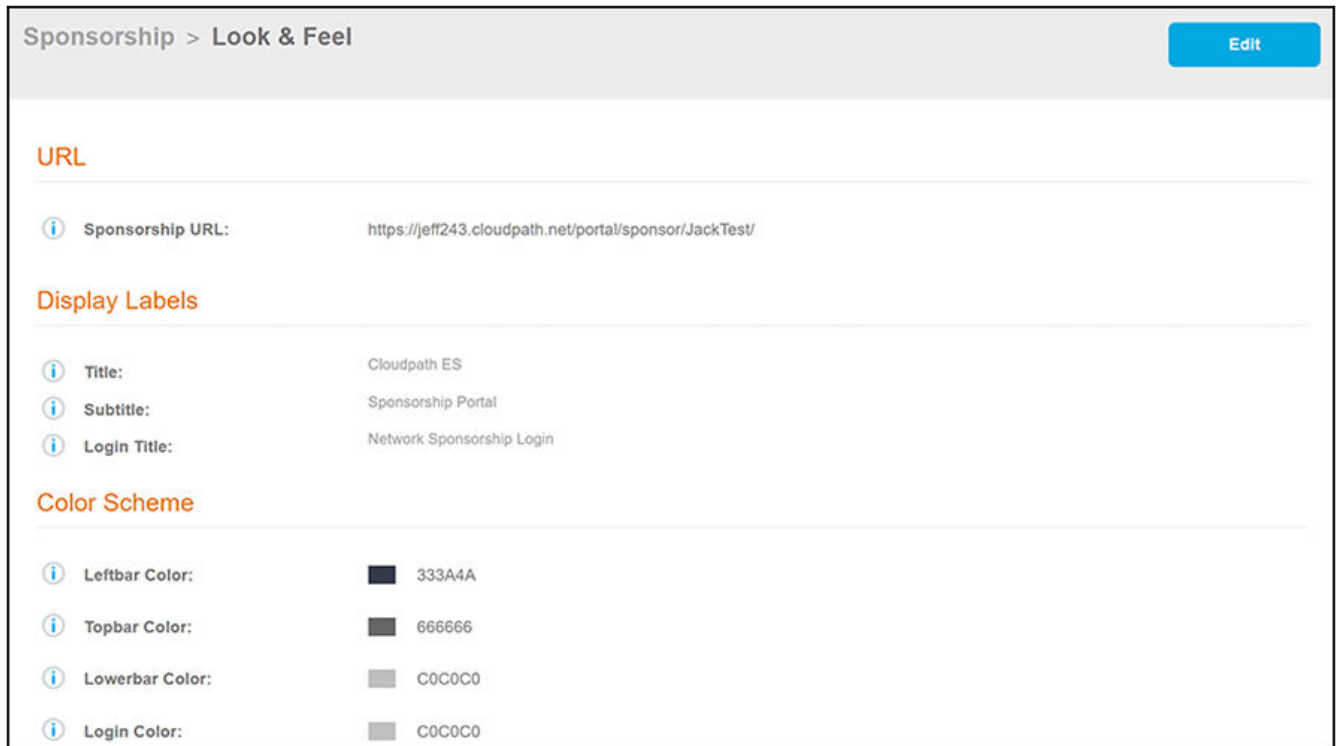 Sponsorship > Look & Feel
Edit
URL
Sponsorship URL: https://jeff243.cloudpath.net/portal/sponsor/JackTest/
Display Labels
Title: Cloudpath ES
Subtitle: Sponsorship Portal
Login Title: Network Sponsorship Login
Color Scheme
Leftbar Color: 333A4A
Topbar Color: 666666
Lowerbar Color: C0C0C0
Login Color: C0C0C0